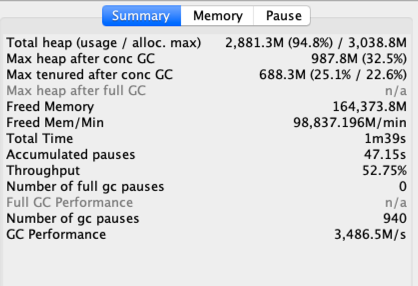 Summary Memory Pause
Total heap (usage / alloc. max) 2,881.3M (94.8%) / 3,038.8M
Max heap after conc GC 987.8M (32.5%)
Max tenured after conc GC 688.3M (25.1% / 22.6%)
Max heap after full GC n/a
Freed Memory 164,373.8M
Freed Mem/Min 98,837.196M/min
Total Time 1m39s
Accumulated pauses 47.15s
Throughput 52.75%
Number of full gc pauses 0
Full GC Performance n/a
Number of gc pauses 940
GC Performance 3,486.5M/s